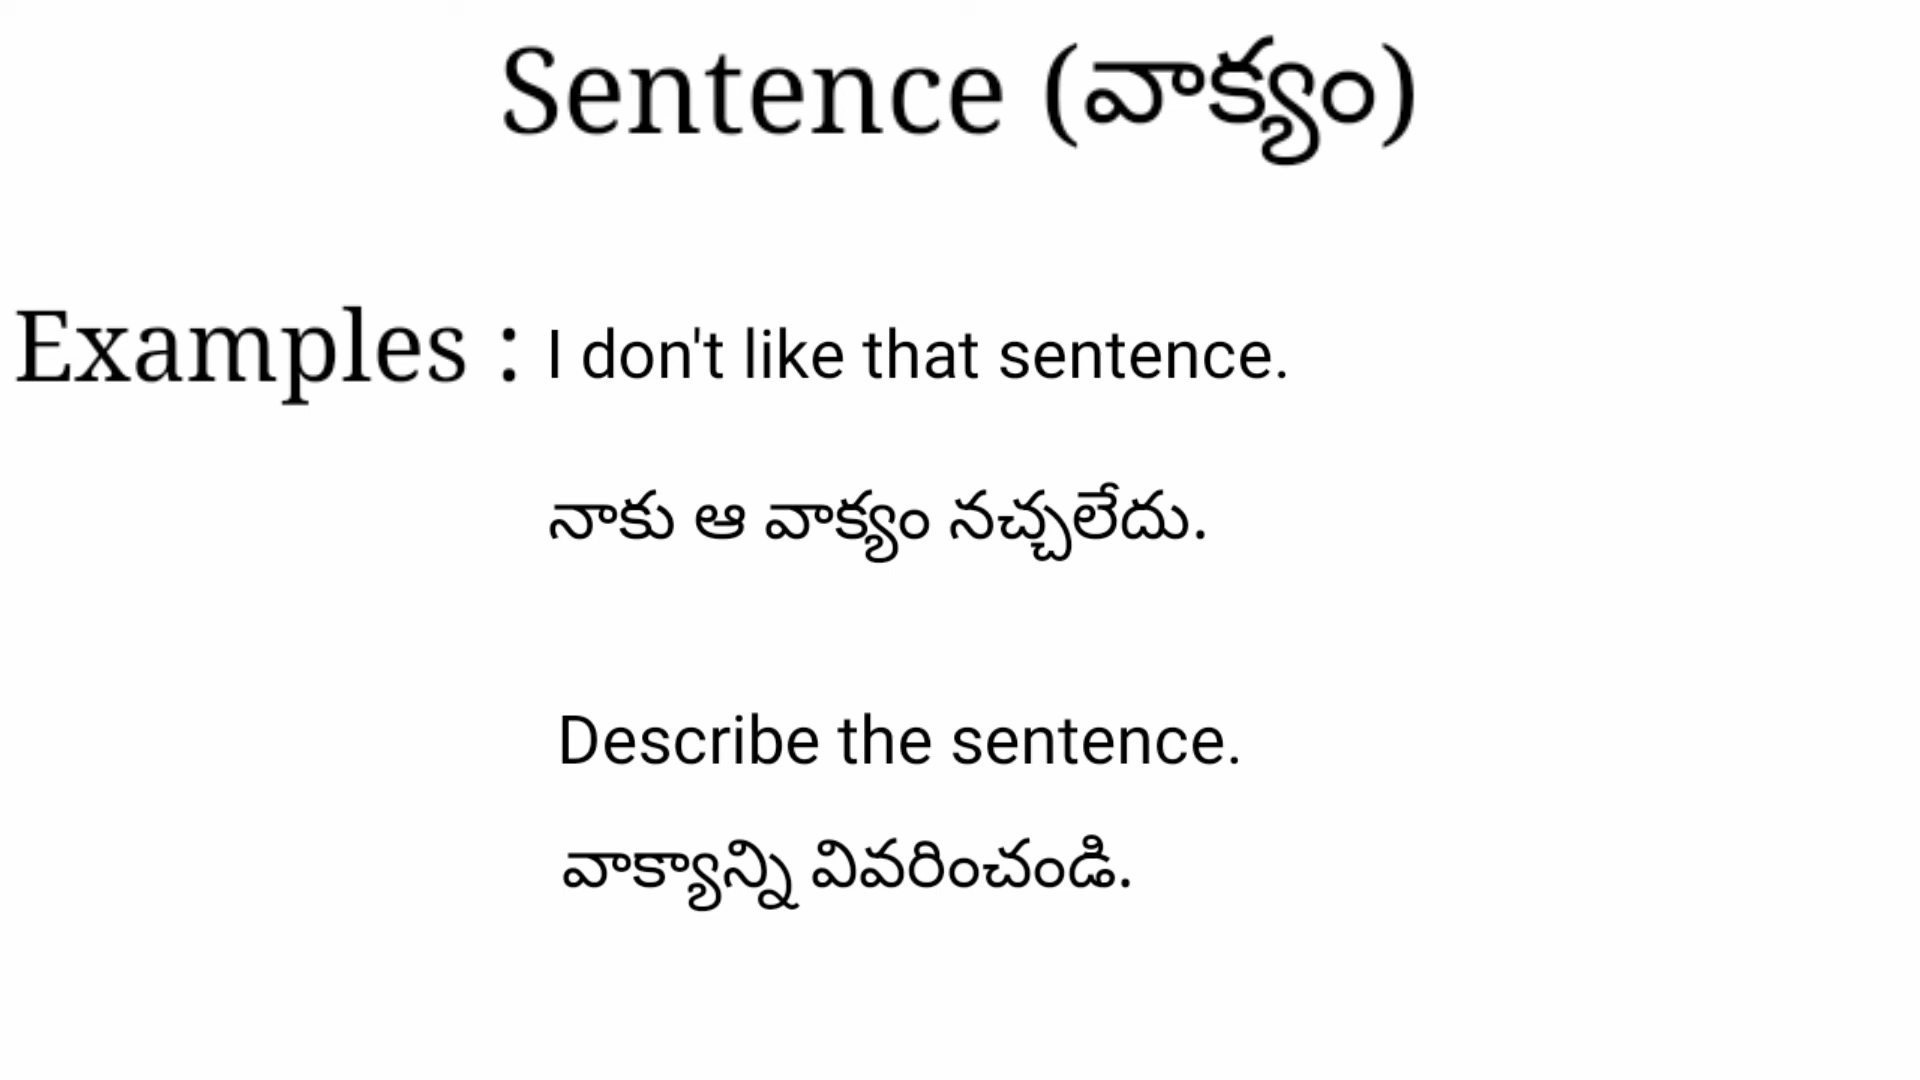 Sentence (వాక్యం)
Examples : I don't like that sentence.
నాకు ఆ వాక్యం నచ్చలేదు.
Describe the sentence.
వాక్యాన్ని వివరించండి.